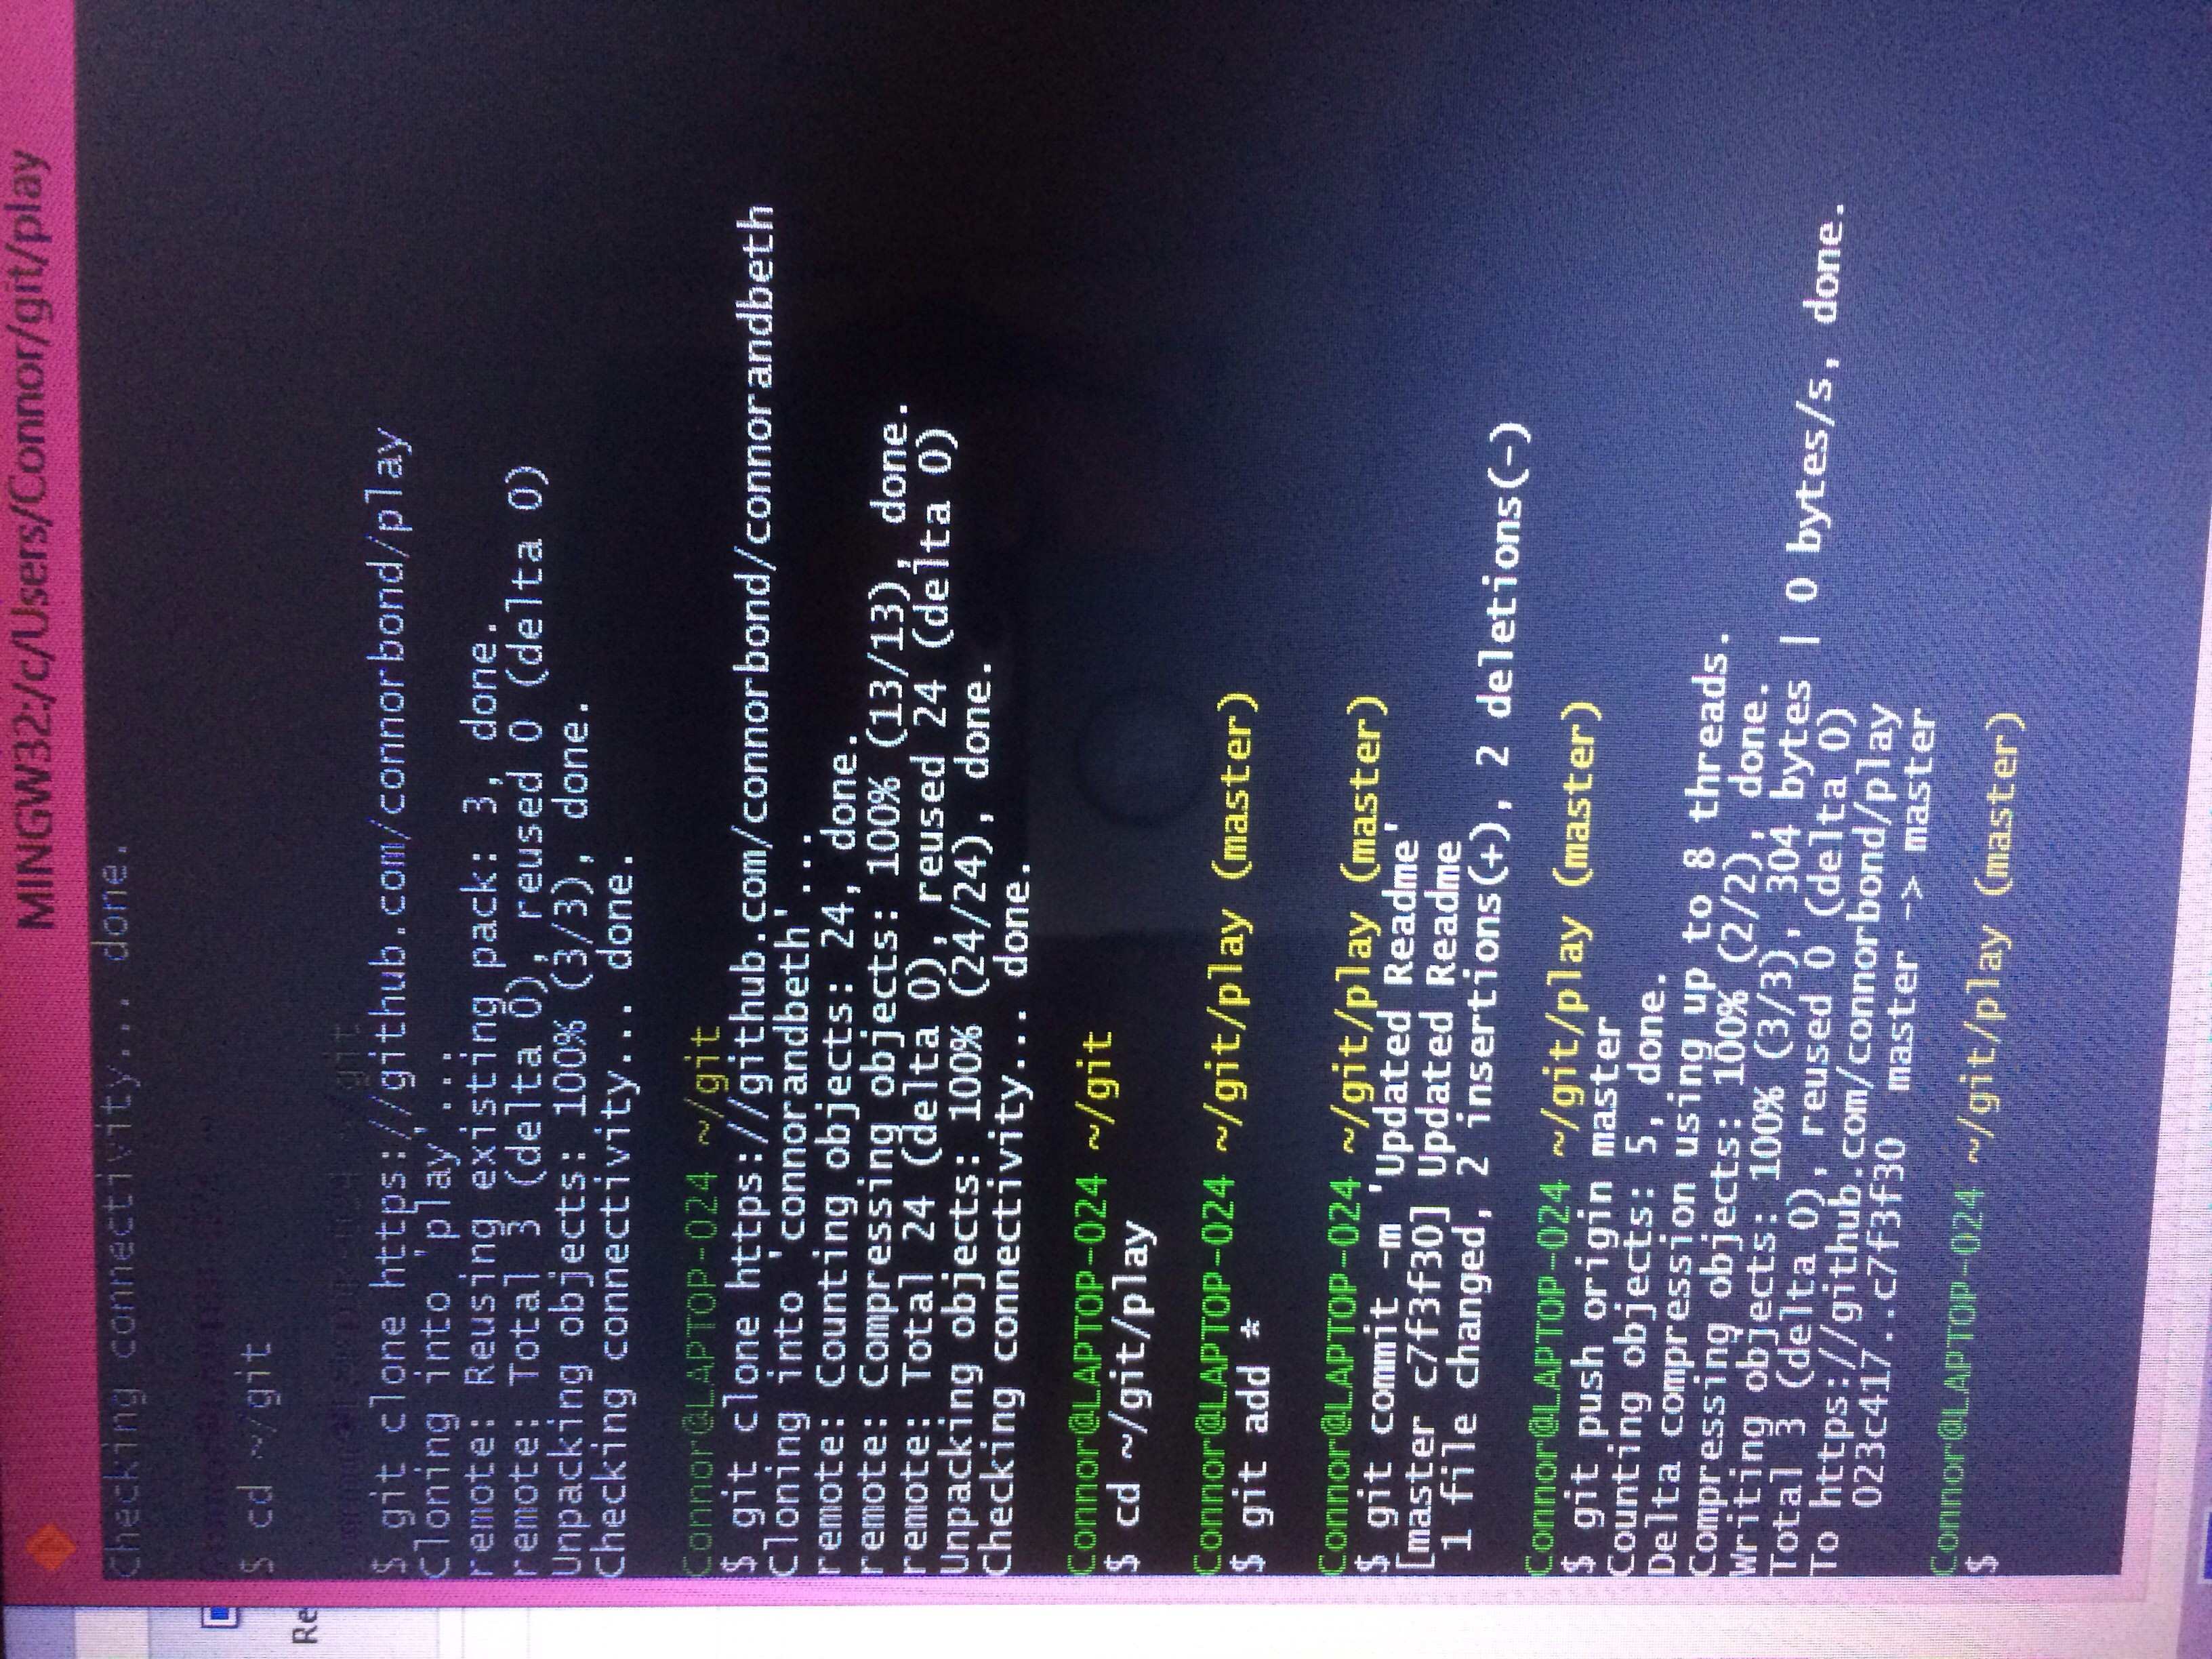 MINGW32:/c/Users/Connor/git/play
Checking connectivity... done.
$ cd ~/git
Re
~/git
$ git clone https://github.com/connorbond/play
Cloning into 'play'...
remote: Reusing existing pack: 3, done.
remote: Total 3 (delta 0), reused 0 (delta 0)
Unpacking objects: 100% (3/3), done.
Checking connectivity... done.
Connor@LAPTOP-024 ~/git
$ git clone https://github.com/connorbond/connorandbeth
Cloning into 'connorandbeth'...
remote: Counting objects: 24, done.
remote: Compressing objects: 100% (13/13), done.
remote: Total 24 (delta 0), reused 24 (delta 0)
Unpacking objects: 100% (24/24), done.
Checking connectivity... done.
Connor@LAPTOP-024 ~/git
$ cd ~/git/play
Connor@LAPTOP-024 ~/git/play (master)
$ git add *
Connor@LAPTOP-024 ~/git/play (master)
$ git commit -m 'Updated Readme'
[master c7f3f30] Updated Readme
1 file changed, 2 insertions(+), 2 deletions(-)
Connor@LAPTOP-024 ~/git/play (master)
$ git push origin master
Counting objects: 5, done.
Delta compression using up to 8 threads.
Compressing objects: 100% (2/2), done.
Writing objects: 100% (3/3), 304 bytes | 0 bytes/s, done.
Total 3 (delta 0), reused 0 (delta 0)
To https://github.com/connorbond/play
023c417..c7f3f30 master -> master
Connor@LAPTOP-024 ~/git/play (master)
$